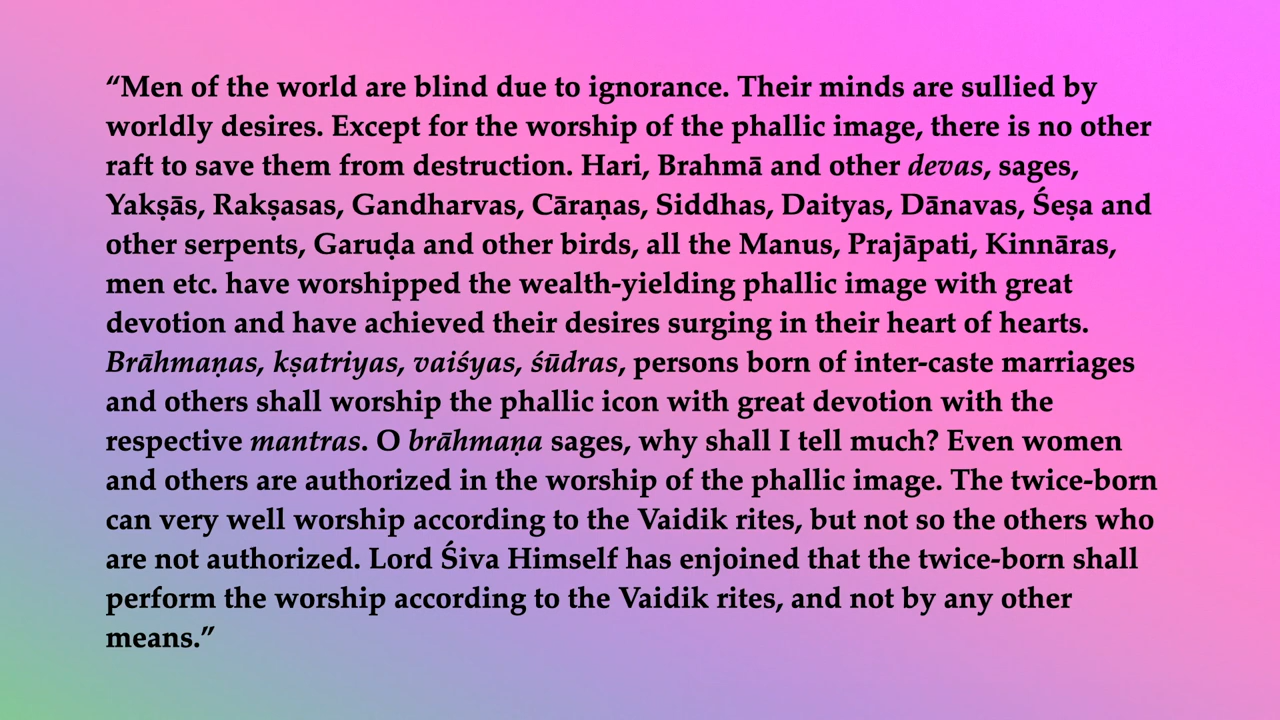 “Men of the world are blind due to ignorance. Their minds are sullied by
worldly desires. Except for the worship of the phallic image, there is no other
raft to save them from destruction. Hari, Brahmā and other devas, sages,
Yakṣās, Rakṣasas, Gandharvas, Cāraṇas, Siddhas, Daityas, Dānavas, Śeṣa and
other serpents, Garuḍa and other birds, all the Manus, Prajāpati, Kinnāras,
men etc. have worshipped the wealth-yielding phallic image with great
devotion and have achieved their desires surging in their heart of hearts.
Brāhmaṇas, kṣatriyas, vaiśyas, śūdras, persons born of inter-caste marriages
and others shall worship the phallic icon with great devotion with the
respective mantras. O brāhmaṇa sages, why shall I tell much? Even women
and others are authorized in the worship of the phallic image. The twice-born
can very well worship according to the Vaidik rites, but not so the others who
are not authorized. Lord Śiva Himself has enjoined that the twice-born shall
perform the worship according to the Vaidik rites, and not by any other
means.”